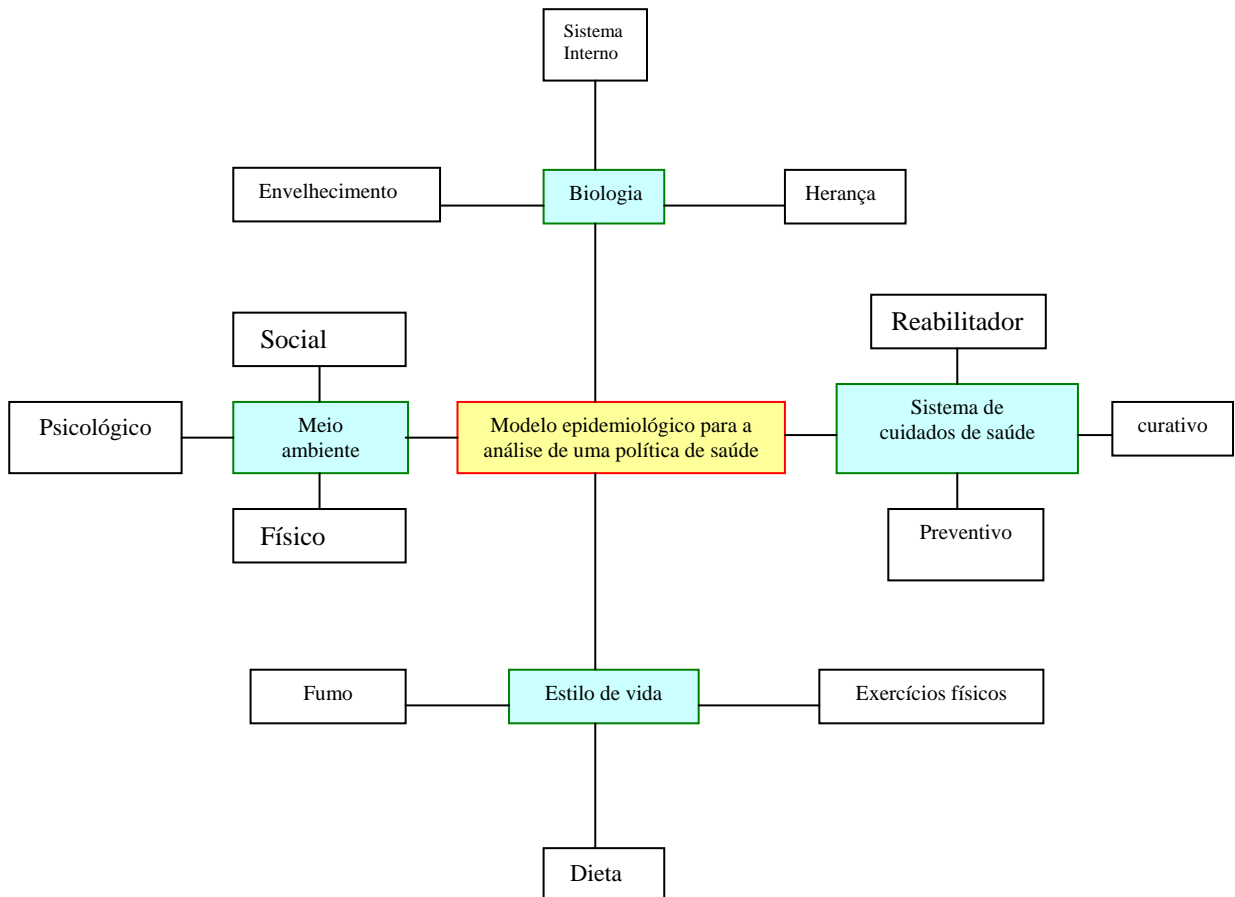 Sistema
Interno
Envelhecimento
Biologia
Herança
Social
Reabilitador
Psicológico
Meio
ambiente
Modelo epidemiológico para a
análise de uma política de saúde
Sistema de
cuidados de saúde
curativo
Físico
Preventivo
Fumo
Estilo de vida
Exercícios físicos
Dieta